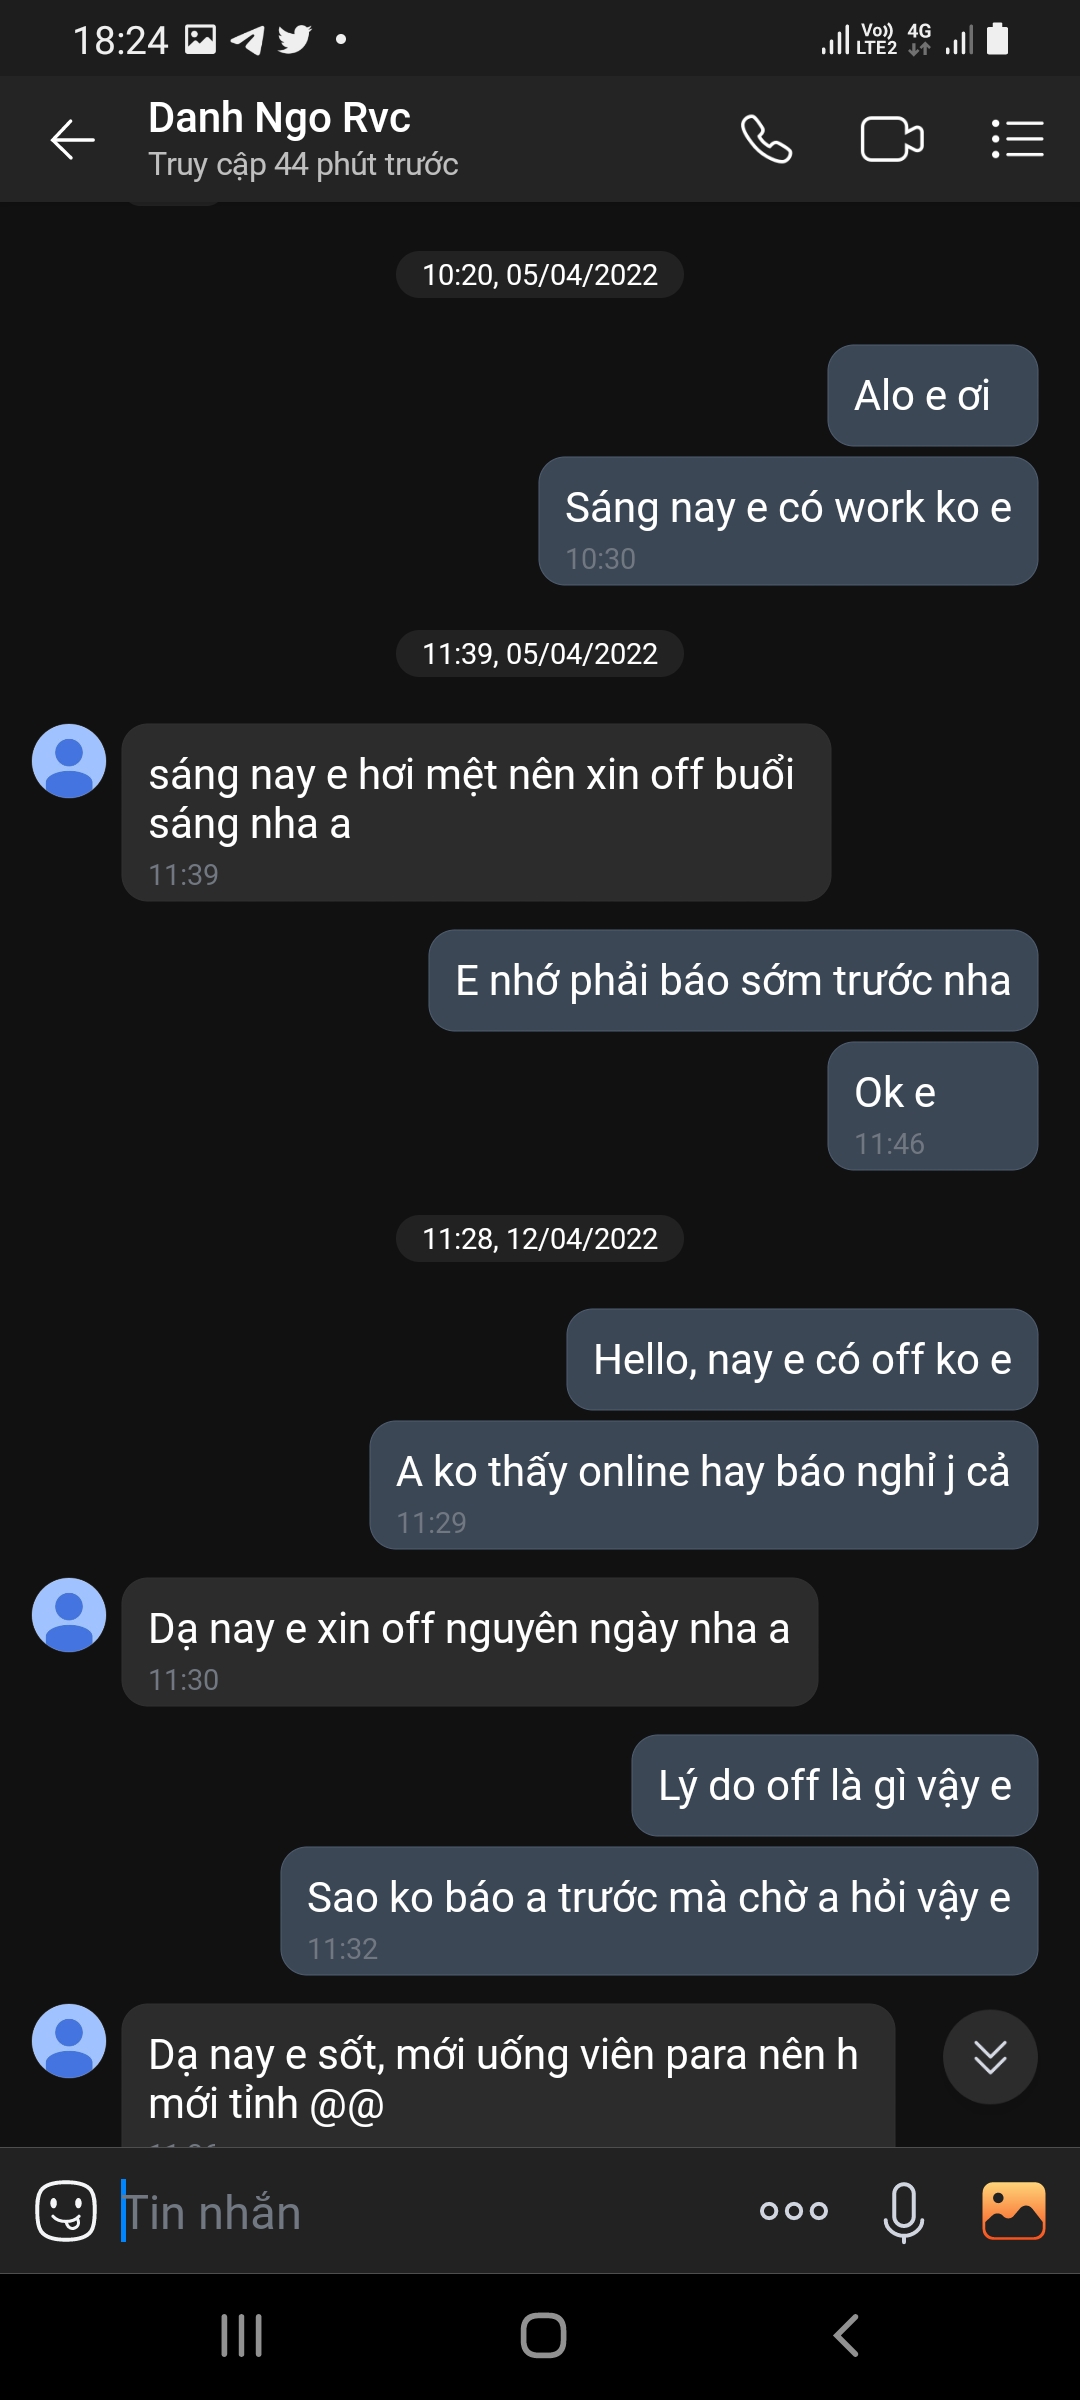 18:24
Vo)) 4G
LTE2
Danh Ngo Rvc
Truy cập 44 phút trước
10:20, 05/04/2022
Alo e ơi
Sáng nay e có work ko e
10:30
11:39, 05/04/2022
sáng nay e hơi mệt nên xin off buổi
sáng nha a
11:39
E nhớ phải báo sớm trước nha
Ok e
11:46
11:28, 12/04/2022
Hello, nay e có off ko e
A ko thấy online hay báo nghỉ j cả
11:29
Dạ nay e xin off nguyên ngày nha a
11:30
Lý do off là gì vậy e
Sao ko báo a trước mà chờ a hỏi vậy e
11:32
Dạ nay e sốt, mới uống viên para nên h
mới tỉnh @@
Tin nhắn